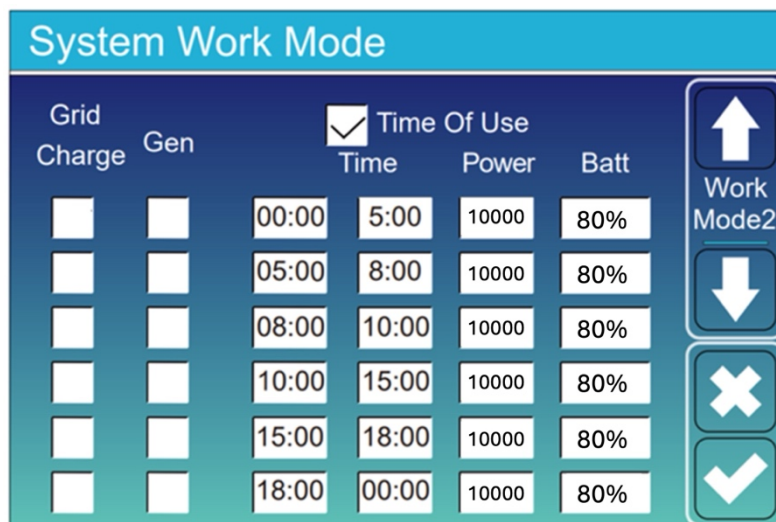 System Work Mode
Grid Charge
Gen
Time Of Use
Time Power Batt
00:00 5:00 10000 80%
05:00 8:00 10000 80%
08:00 10:00 10000 80%
10:00 15:00 10000 80%
15:00 18:00 10000 80%
18:00 00:00 10000 80%
Work
Mode2